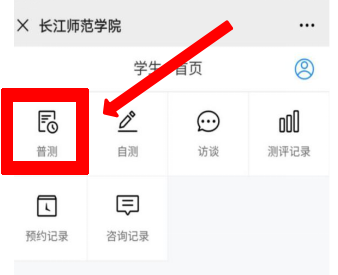 长江师范学院
学生 首页
普测
自测
访谈
测评记录
预约记录
咨询记录